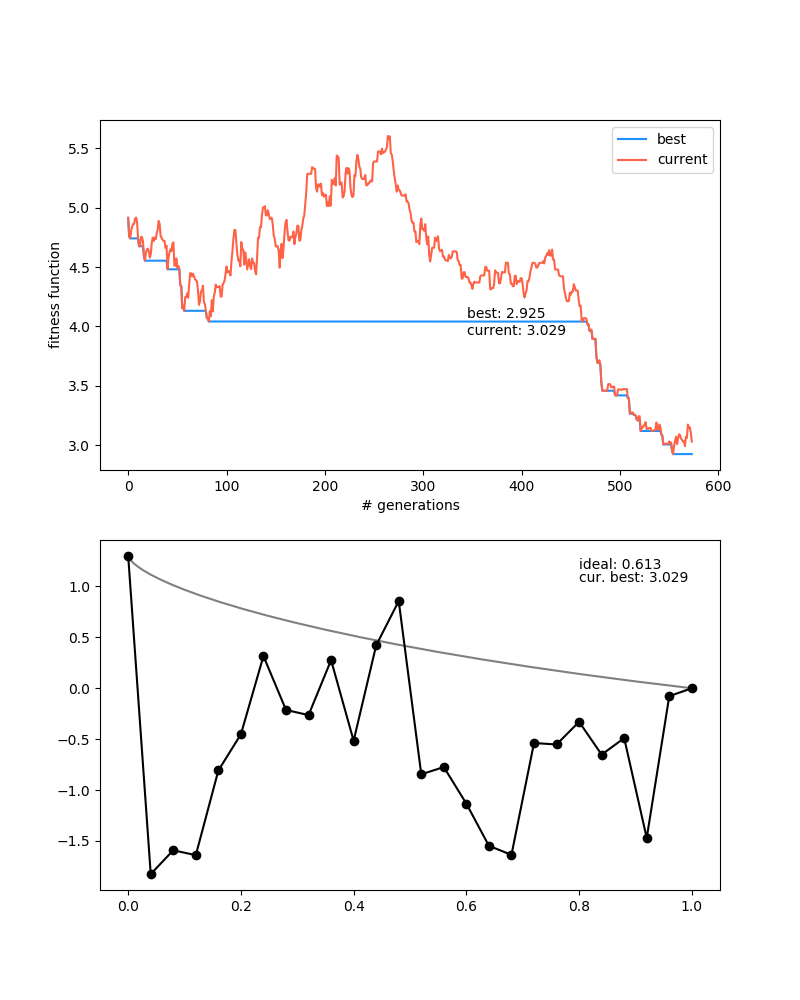 best
current
5.5
5.0
4.5
4.0
3.5
3.0
fitness function
best: 2.925
current: 3.029
0 100 200 300 400 500 600
# generations
ideal: 0.613
cur. best: 3.029
1.0
0.5
0.0
−0.5
−1.0
−1.5
0.0 0.2 0.4 0.6 0.8 1.0